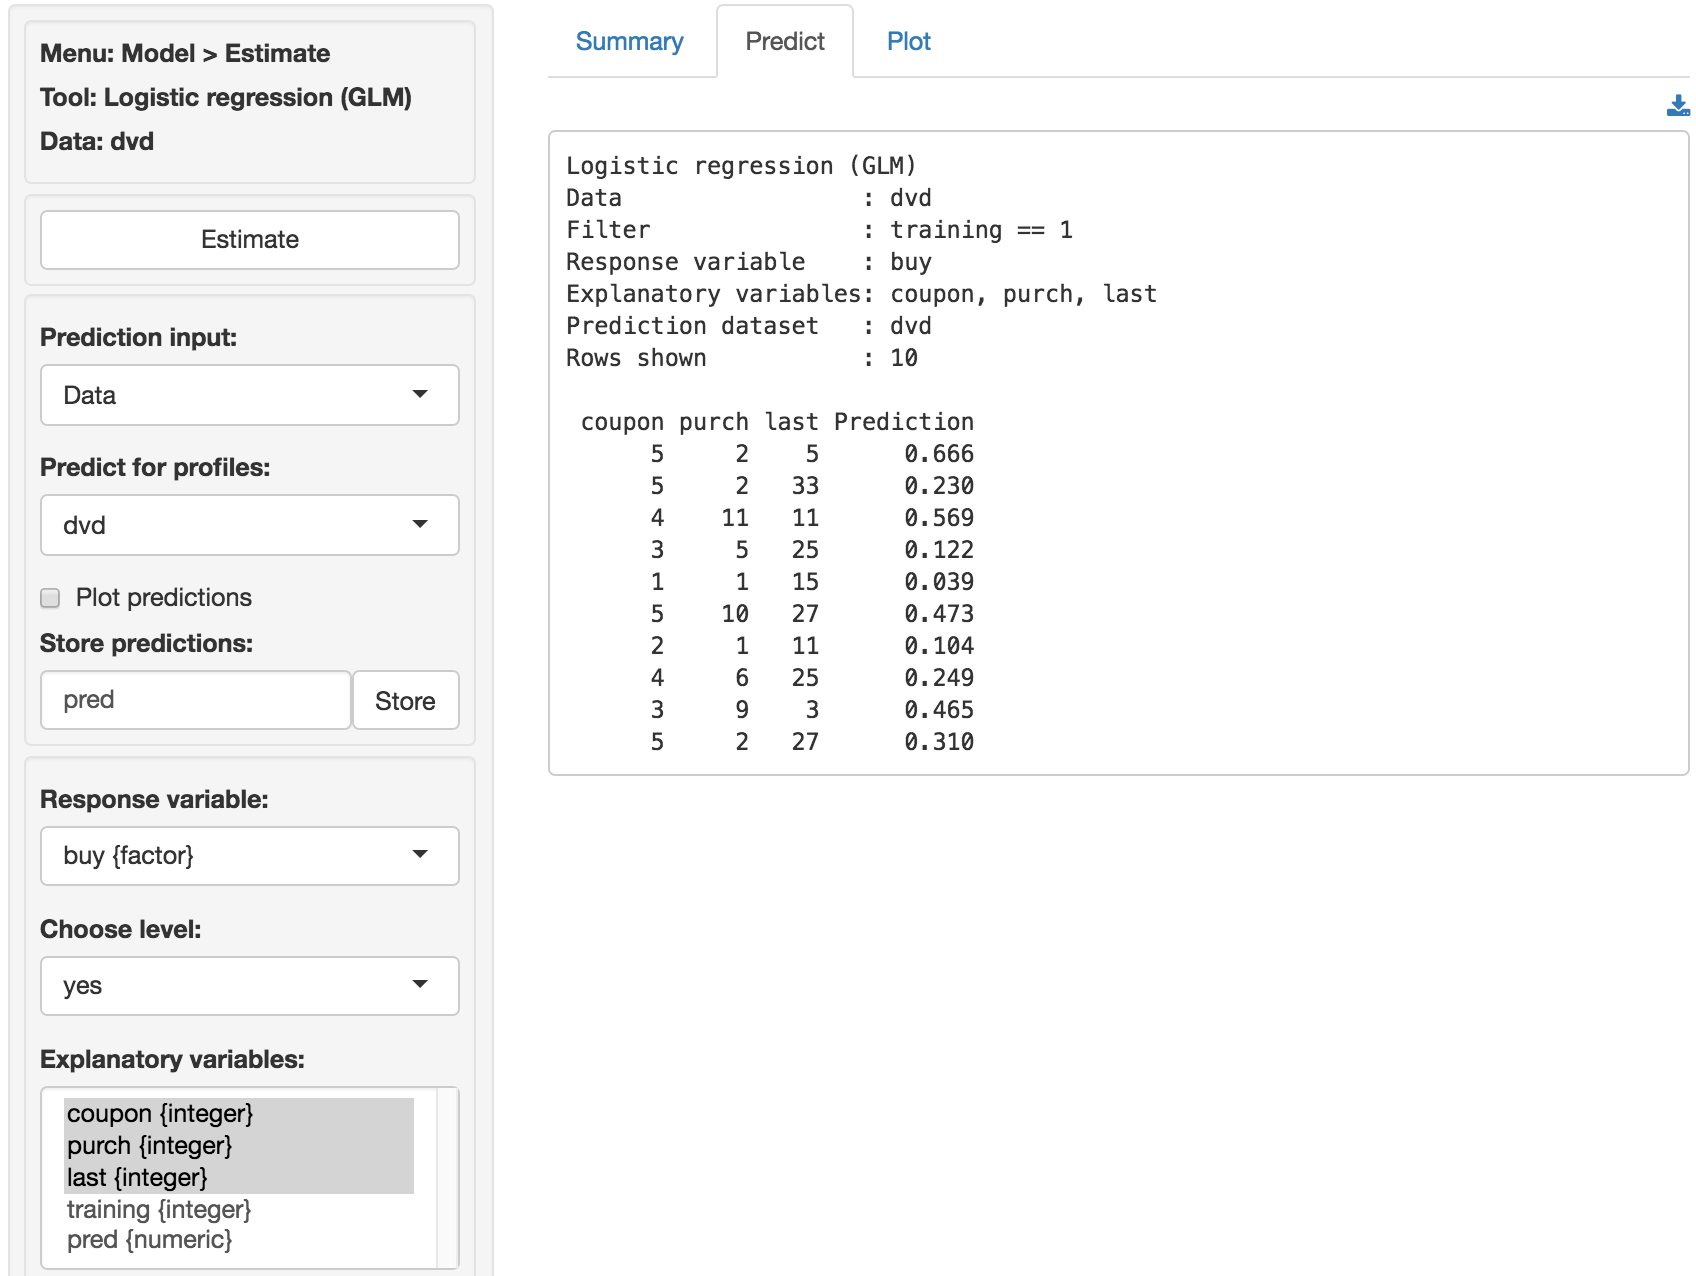 Menu: Model > Estimate
Tool: Logistic regression (GLM)
Data: dvd
Estimate
Prediction input:
Data
Predict for profiles:
dvd
Plot predictions
Store predictions:
pred
Store
Response variable:
buy {factor}
Choose level:
yes
Explanatory variables:
coupon {integer}
purch {integer}
last {integer}
training {integer}
pred {numeric}
Summary Predict Plot
Logistic regression (GLM)
Data                 : dvd
Filter               : training == 1
Response variable    : buy
Explanatory variables: coupon, purch, last
Prediction dataset   : dvd
Rows shown           : 10
coupon purch last Prediction
5     2    5      0.666
5     2   33      0.230
4    11   11      0.569
3     5   25      0.122
1     1   15      0.039
5    10   27      0.473
2     1   11      0.104
4     6   25      0.249
3     9    3      0.465
5     2   27      0.310